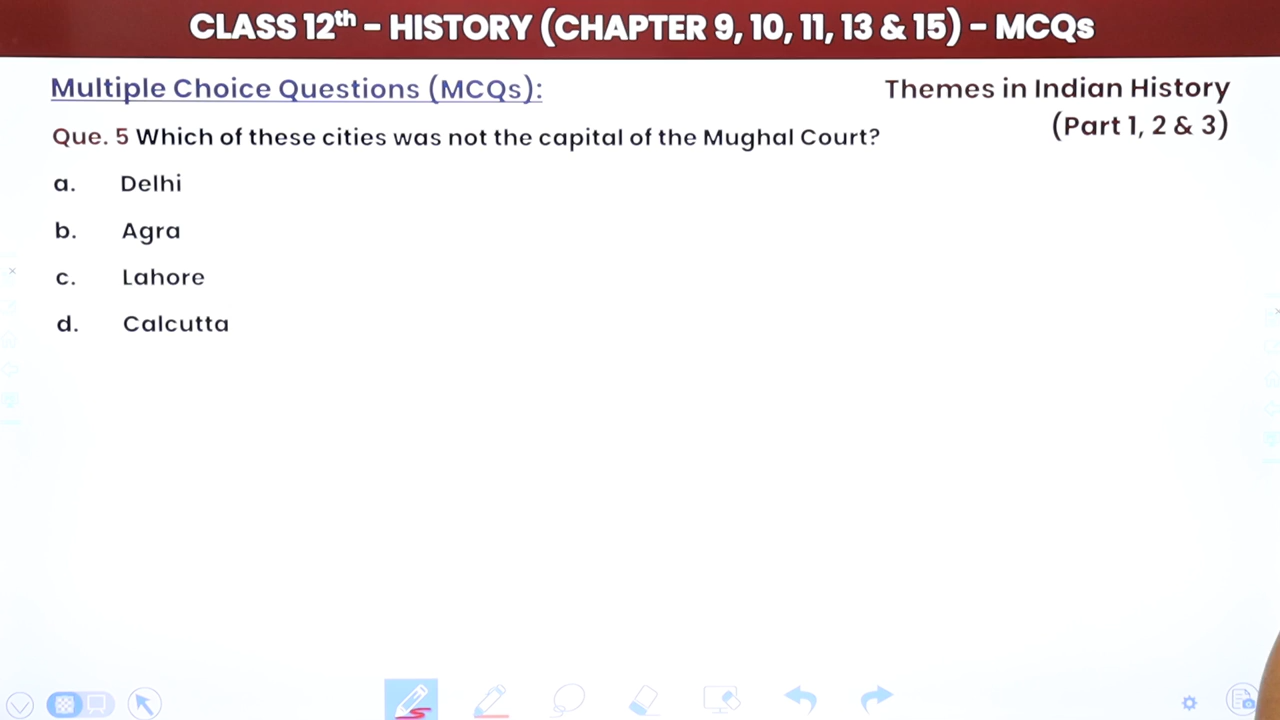 CLASS 12th - HISTORY (CHAPTER 9, 10, 11, 13 & 15) - MCQs
Multiple Choice Questions (MCQs):
Themes in Indian History
(Part 1, 2 & 3)
Que. 5 Which of these cities was not the capital of the Mughal Court?
a. Delhi
b. Agra
c. Lahore
d. Calcutta